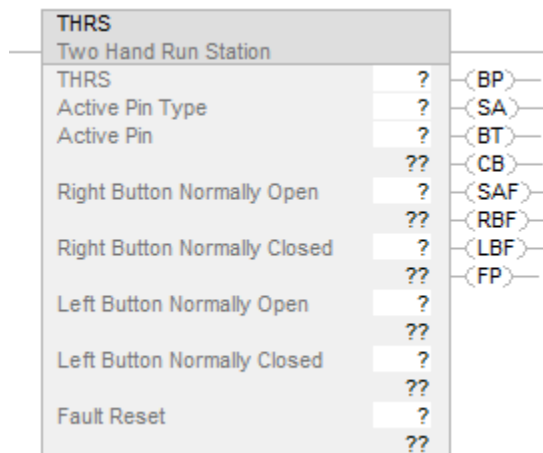 THRS
Two Hand Run Station
THRS ? (BP)
Active Pin Type ? (SA)
Active Pin ? (BT)
?? (CB)
Right Button Normally Open ? (SAF)
?? (RBF)
Right Button Normally Closed ? (LBF)
?? (FP)
Left Button Normally Open ?
??
Left Button Normally Closed ?
??
Fault Reset ?
??